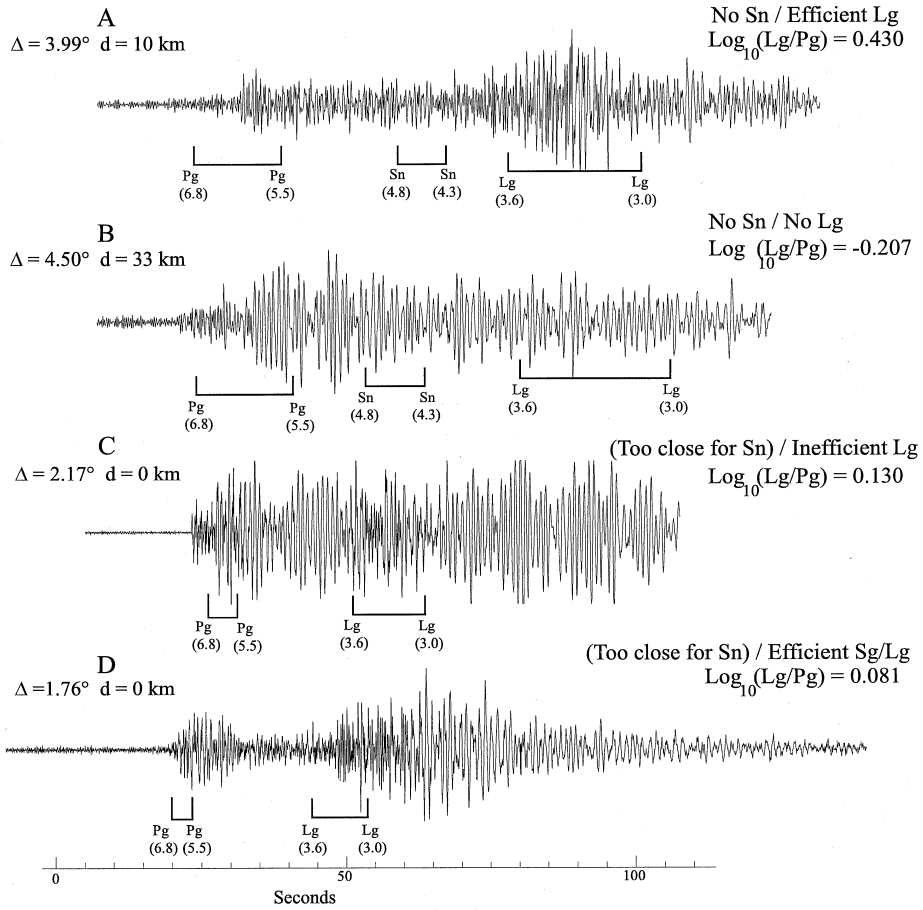 A
No Sn / Efficient Lg
Δ = 3.99° d = 10 km
Log10(Lg/Pg) = 0.430
Pg Pg Sn Sn Lg Lg
(6.8) (5.5) (4.8) (4.3) (3.6) (3.0)
B
No Sn / No Lg
Δ = 4.50° d = 33 km
Log 10(Lg/Pg) = -0.207
Pg Pg Sn Sn Lg Lg
(6.8) (5.5) (4.8) (4.3) (3.6) (3.0)
C
(Too close for Sn) / Inefficient Lg
Δ = 2.17° d = 0 km
Log10(Lg/Pg) = 0.130
Pg Pg Lg Lg
(6.8) (5.5) (3.6) (3.0)
D
(Too close for Sn) / Efficient Sg/Lg
Δ =1.76° d = 0 km
Log10(Lg/Pg) = 0.081
Pg Pg Lg Lg
(6.8) (5.5) (3.6) (3.0)
0 50 100
Seconds